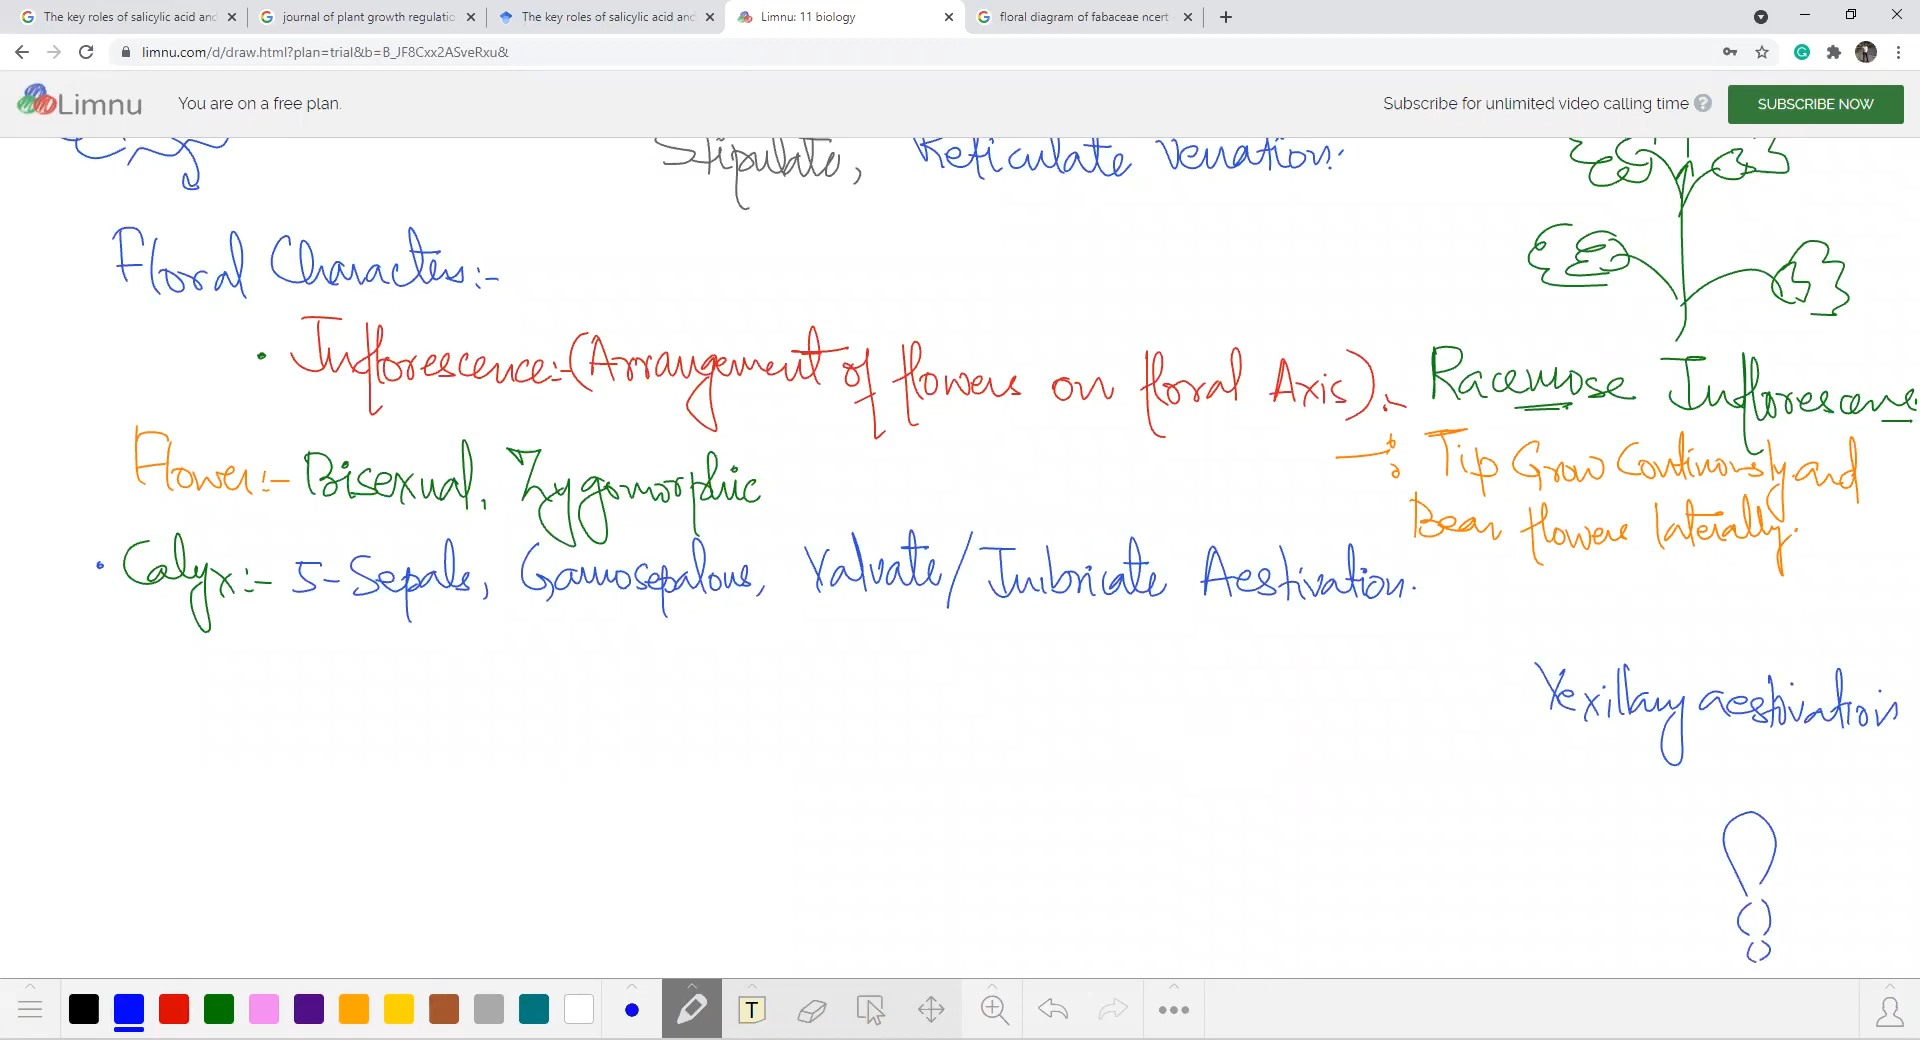 The key roles of salicylic acid and
journal of plant growth regulatio
The key roles of salicylic acid and
Limnu: 11 biology
floral diagram of fabaceae ncert
limnu.com/d/draw.html?plan=trial&b=B_JF8Cxx2ASveRxu&
Limnu
You are on a free plan.
Subscribe for unlimited video calling time ?
SUBSCRIBE NOW
Stipulate, Reticulate Venation:
Floral Characters:-
• Inflorescence:-(Arrangement of flowers on floral Axis):- Racemose Inflorescence.
Flower:- Bisexual, Zygomorphic
→ Tip Grow Continously and
Bear flowers laterally.
• Calyx:- 5-Sepals, Gamosepalous, Valvate/Imbricate Aestivation.
Vexillary aestivation
T